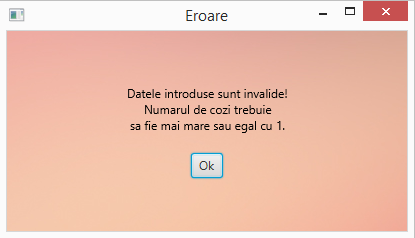 Eroare
Datele introduse sunt invalide!
Numarul de cozi trebuie
sa fie mai mare sau egal cu 1.
Ok